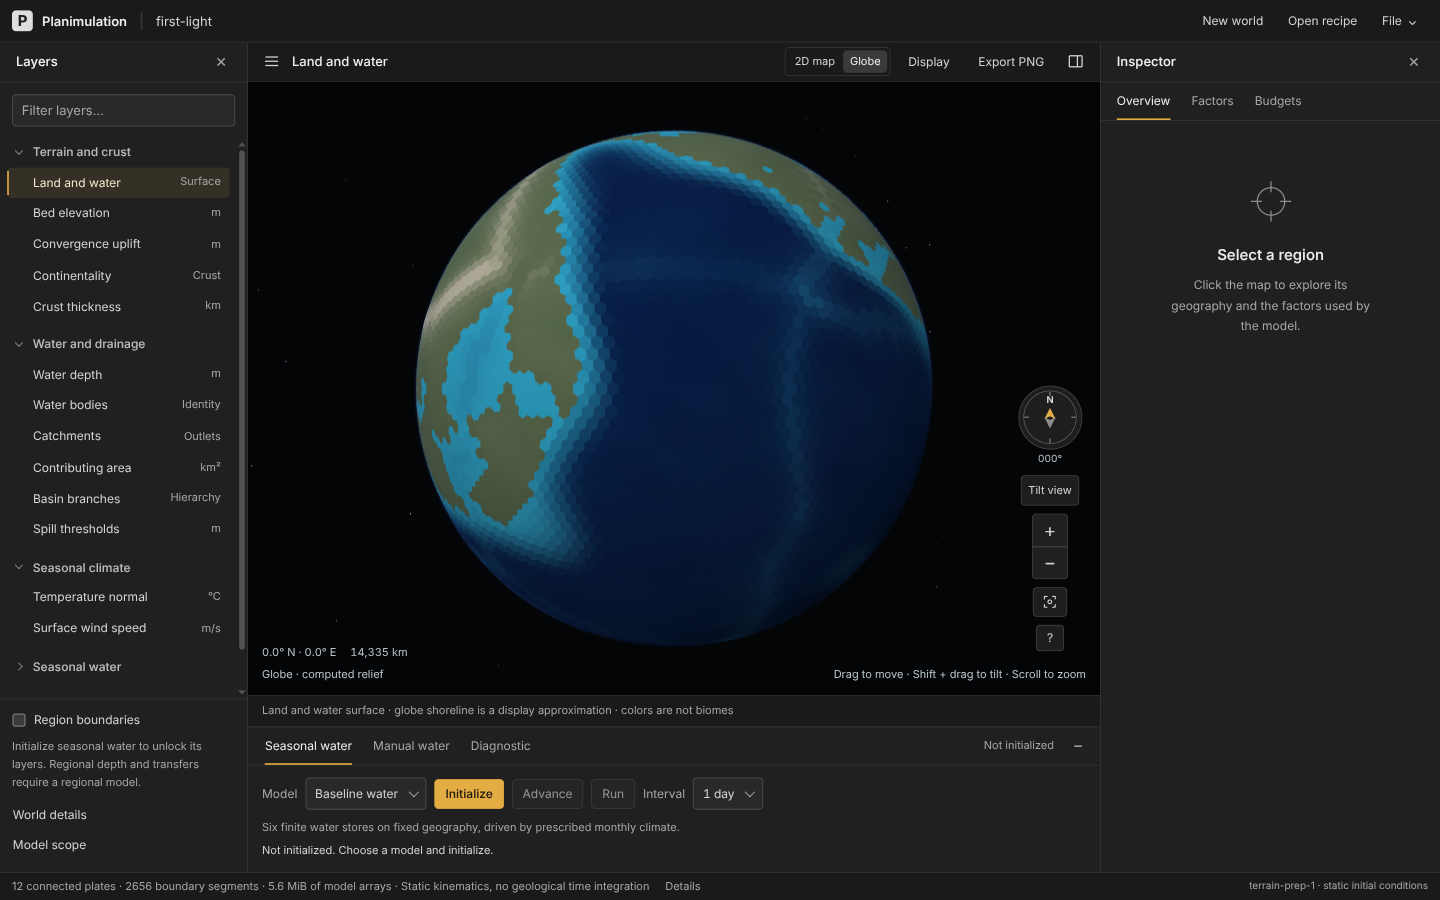 P Planimulation first-light New world Open recipe File
Layers
Filter layers...
Terrain and crust
Land and water Surface
Bed elevation m
Convergence uplift m
Continentality Crust
Crust thickness km
Water and drainage
Water depth m
Water bodies Identity
Catchments Outlets
Contributing area km²
Basin branches Hierarchy
Spill thresholds m
Seasonal climate
Temperature normal °C
Surface wind speed m/s
Seasonal water
Region boundaries
Initialize seasonal water to unlock its
layers. Regional depth and transfers
require a regional model.
World details
Model scope
Land and water 2D map Globe Display Export PNG
N
000°
Tilt view
+
−
?
0.0° N · 0.0° E 14,335 km
Globe · computed relief Drag to move · Shift + drag to tilt · Scroll to zoom
Land and water surface · globe shoreline is a display approximation · colors are not biomes
Seasonal water Manual water Diagnostic Not initialized −
Model Baseline water Initialize Advance Run Interval 1 day
Six finite water stores on fixed geography, driven by prescribed monthly climate.
Not initialized. Choose a model and initialize.
Inspector
Overview Factors Budgets
Select a region
Click the map to explore its
geography and the factors used by
the model.
12 connected plates · 2656 boundary segments · 5.6 MiB of model arrays · Static kinematics, no geological time integration Details terrain-prep-1 · static initial conditions